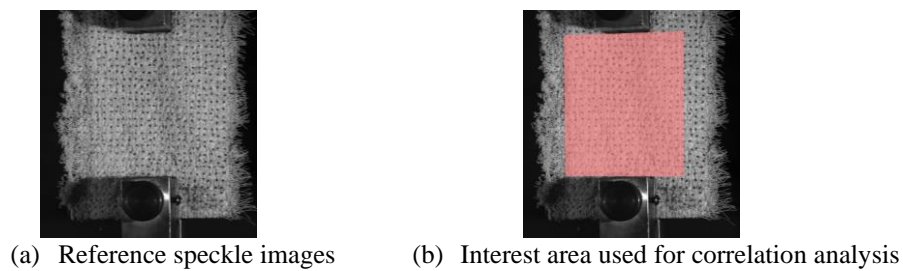 (a) Reference speckle images
(b) Interest area used for correlation analysis